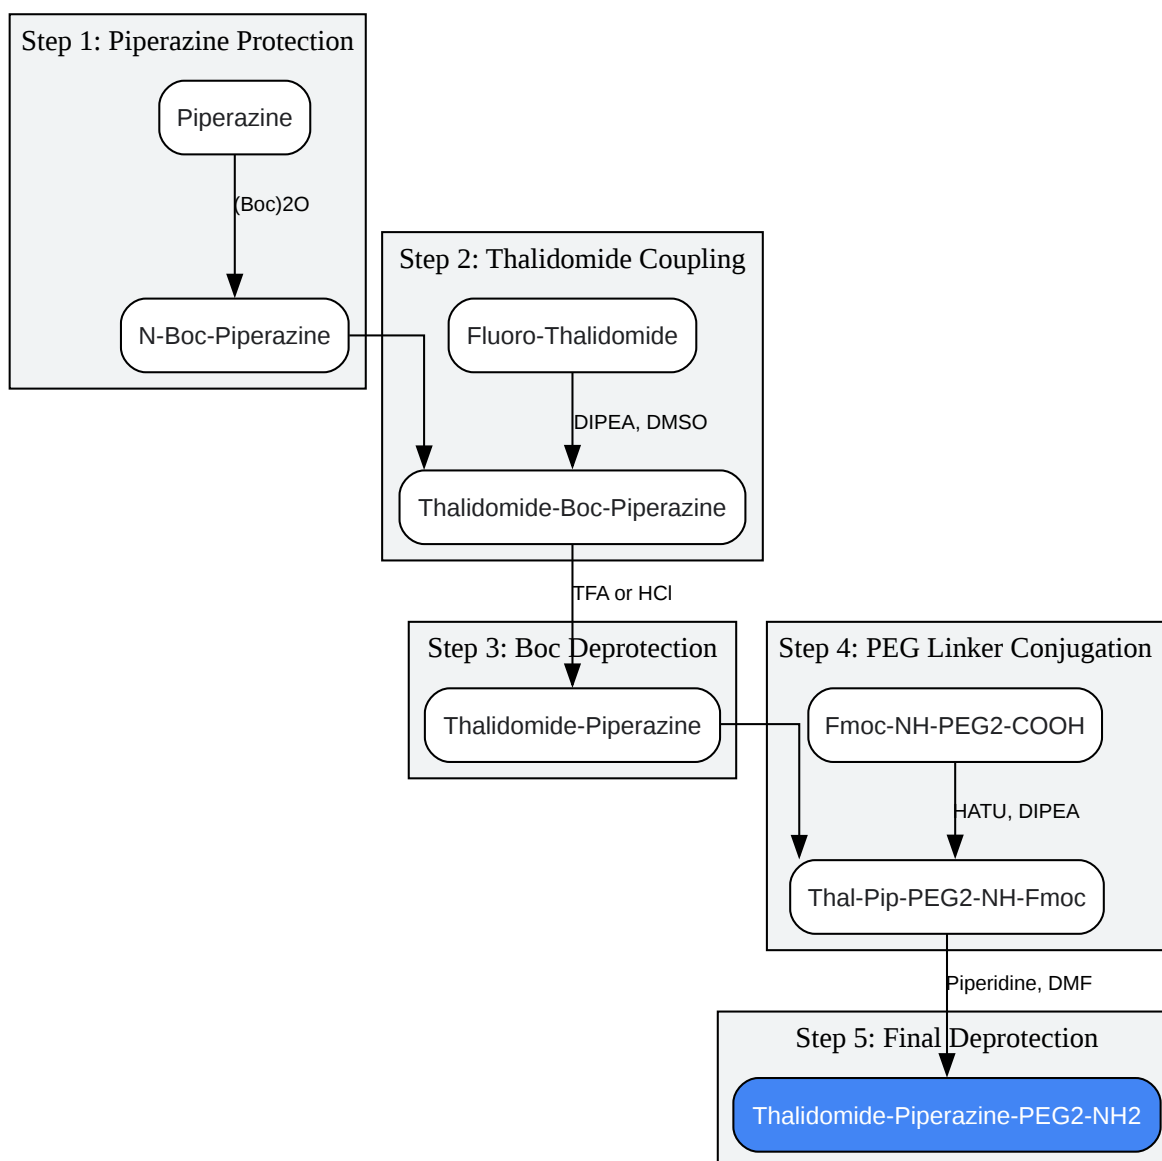 Step 1: Piperazine Protection
Piperazine
(Boc)2O
N-Boc-Piperazine
Step 2: Thalidomide Coupling
Fluoro-Thalidomide
DIPEA, DMSO
Thalidomide-Boc-Piperazine
TFA or HCl
Step 3: Boc Deprotection
Thalidomide-Piperazine
Step 4: PEG Linker Conjugation
Fmoc-NH-PEG2-COOH
HATU, DIPEA
Thal-Pip-PEG2-NH-Fmoc
Piperidine, DMF
Step 5: Final Deprotection
Thalidomide-Piperazine-PEG2-NH2